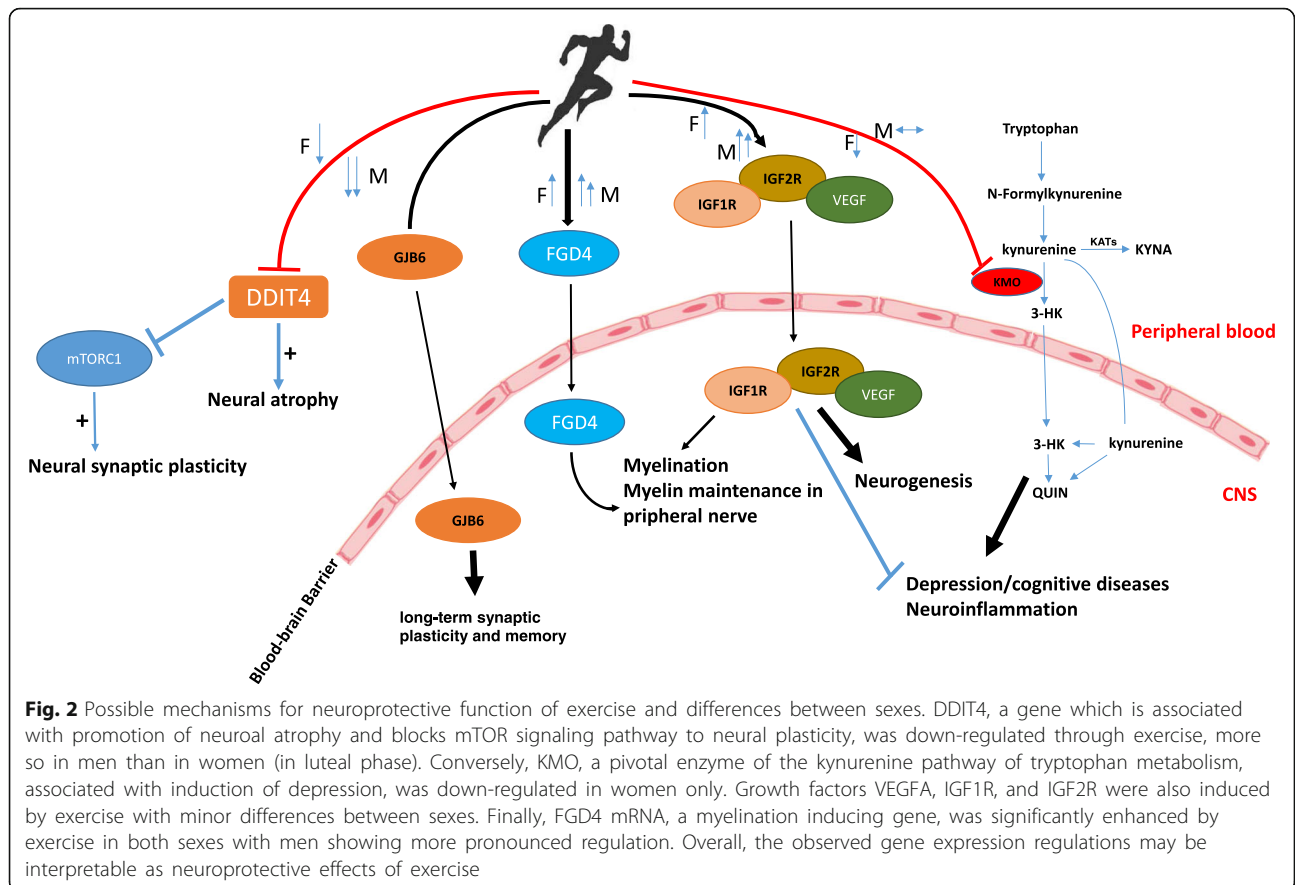 F
M
F
M
F
M
F
M
Tryptophan
N-Formylkynurenine
kynurenine
KATs
KYNA
KMO
3-HK
Peripheral blood
IGF2R
IGF1R
VEGF
GJB6
FGD4
DDIT4
mTORC1
+
Neural atrophy
+
Neural synaptic plasticity
IGF2R
IGF1R
VEGF
FGD4
Myelination
Myelin maintenance in
pripheral nerve
Neurogenesis
3-HK
kynurenine
QUIN
CNS
GJB6
long-term synaptic
plasticity and memory
Depression/cognitive diseases
Neuroinflammation
Blood-brain Barrier
Fig. 2 Possible mechanisms for neuroprotective function of exercise and differences between sexes. DDIT4, a gene which is associated
with promotion of neuroal atrophy and blocks mTOR signaling pathway to neural plasticity, was down-regulated through exercise, more
so in men than in women (in luteal phase). Conversely, KMO, a pivotal enzyme of the kynurenine pathway of tryptophan metabolism,
associated with induction of depression, was down-regulated in women only. Growth factors VEGFA, IGF1R, and IGF2R were also induced
by exercise with minor differences between sexes. Finally, FGD4 mRNA, a myelination inducing gene, was significantly enhanced by
exercise in both sexes with men showing more pronounced regulation. Overall, the observed gene expression regulations may be
interpretable as neuroprotective effects of exercise